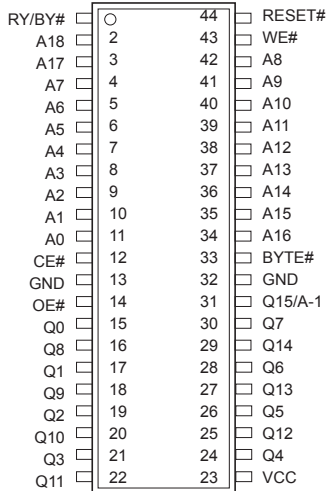 RY/BY# 44 RESET#
A18 2 43 WE#
A17 3 42 A8
A7 4 41 A9
A6 5 40 A10
A5 6 39 A11
A4 7 38 A12
A3 8 37 A13
A2 9 36 A14
A1 10 35 A15
A0 11 34 A16
CE# 12 33 BYTE#
GND 13 32 GND
OE# 14 31 Q15/A-1
Q0 15 30 Q7
Q8 16 29 Q14
Q1 17 28 Q6
Q9 18 27 Q13
Q2 19 26 Q5
Q10 20 25 Q12
Q3 21 24 Q4
Q11 22 23 VCC